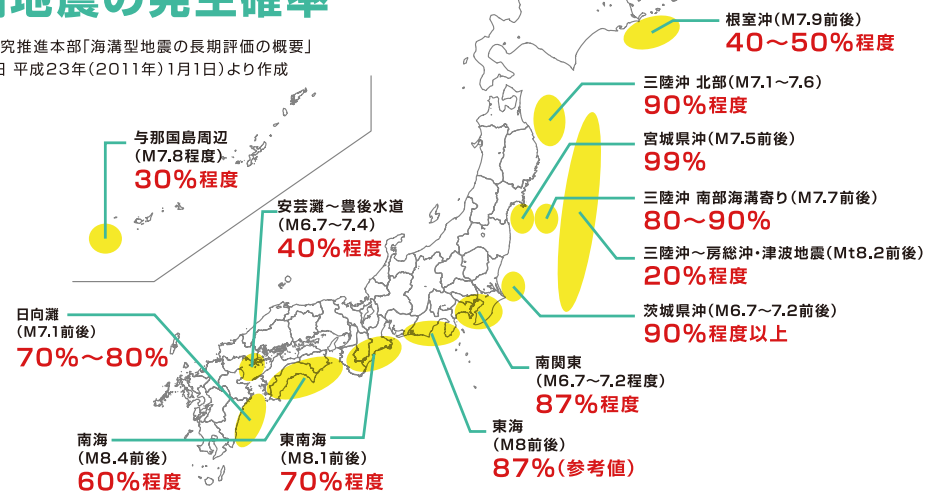 地震の発生確率
究推進本部「海溝型地震の長期評価の概要」
日 平成23年(2011年)1月1日)より作成
根室沖(M7.9前後)
40〜50%程度
三陸沖 北部(M7.1〜7.6)
90%程度
宮城県沖(M7.5前後)
99%
三陸沖 南部海溝寄り(M7.7前後)
80〜90%
三陸沖〜房総沖・津波地震(Mt8.2前後)
20%程度
茨城県沖(M6.7〜7.2前後)
90%程度以上
与那国島周辺
(M7.8程度)
30%程度
安芸灘〜豊後水道
(M6.7〜7.4)
40%程度
日向灘
(M7.1前後)
70%〜80%
南関東
(M6.7〜7.2程度)
87%程度
東海
(M8前後)
87%(参考値)
南海
(M8.4前後)
60%程度
東南海
(M8.1前後)
70%程度